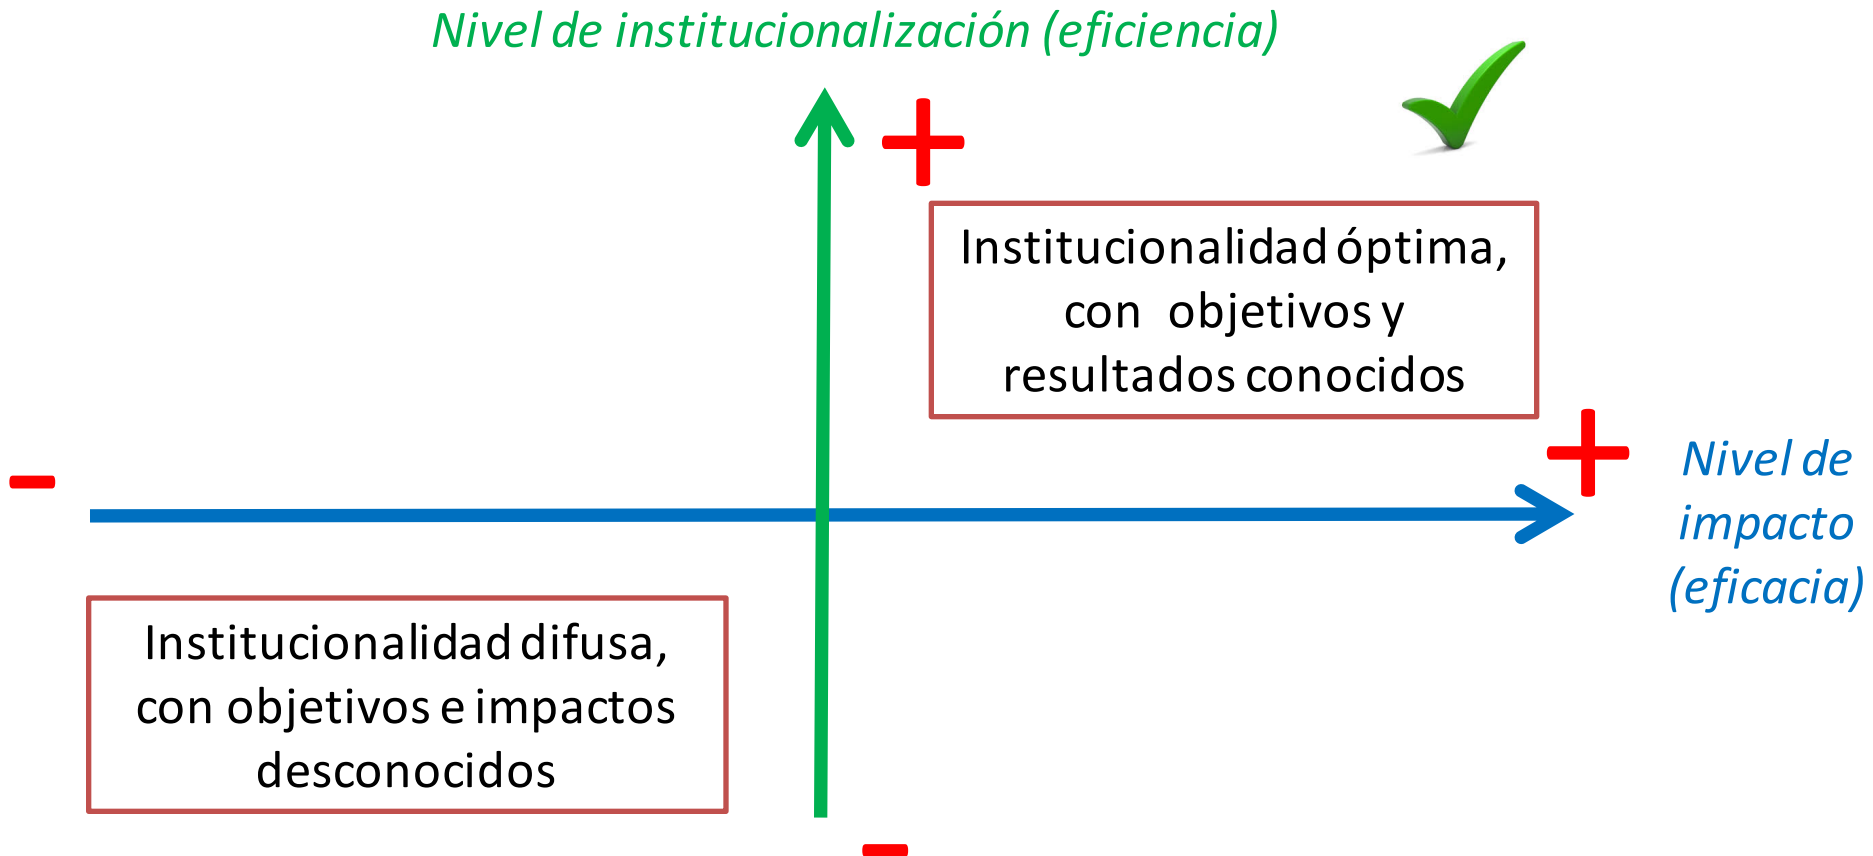 Nivel de institucionalización (eficiencia)
+
Institucionalidad óptima,
con objetivos y
resultados conocidos
+
-
Nivel de
impacto
(eficacia)
Institucionalidad difusa,
con objetivos e impactos
desconocidos
-